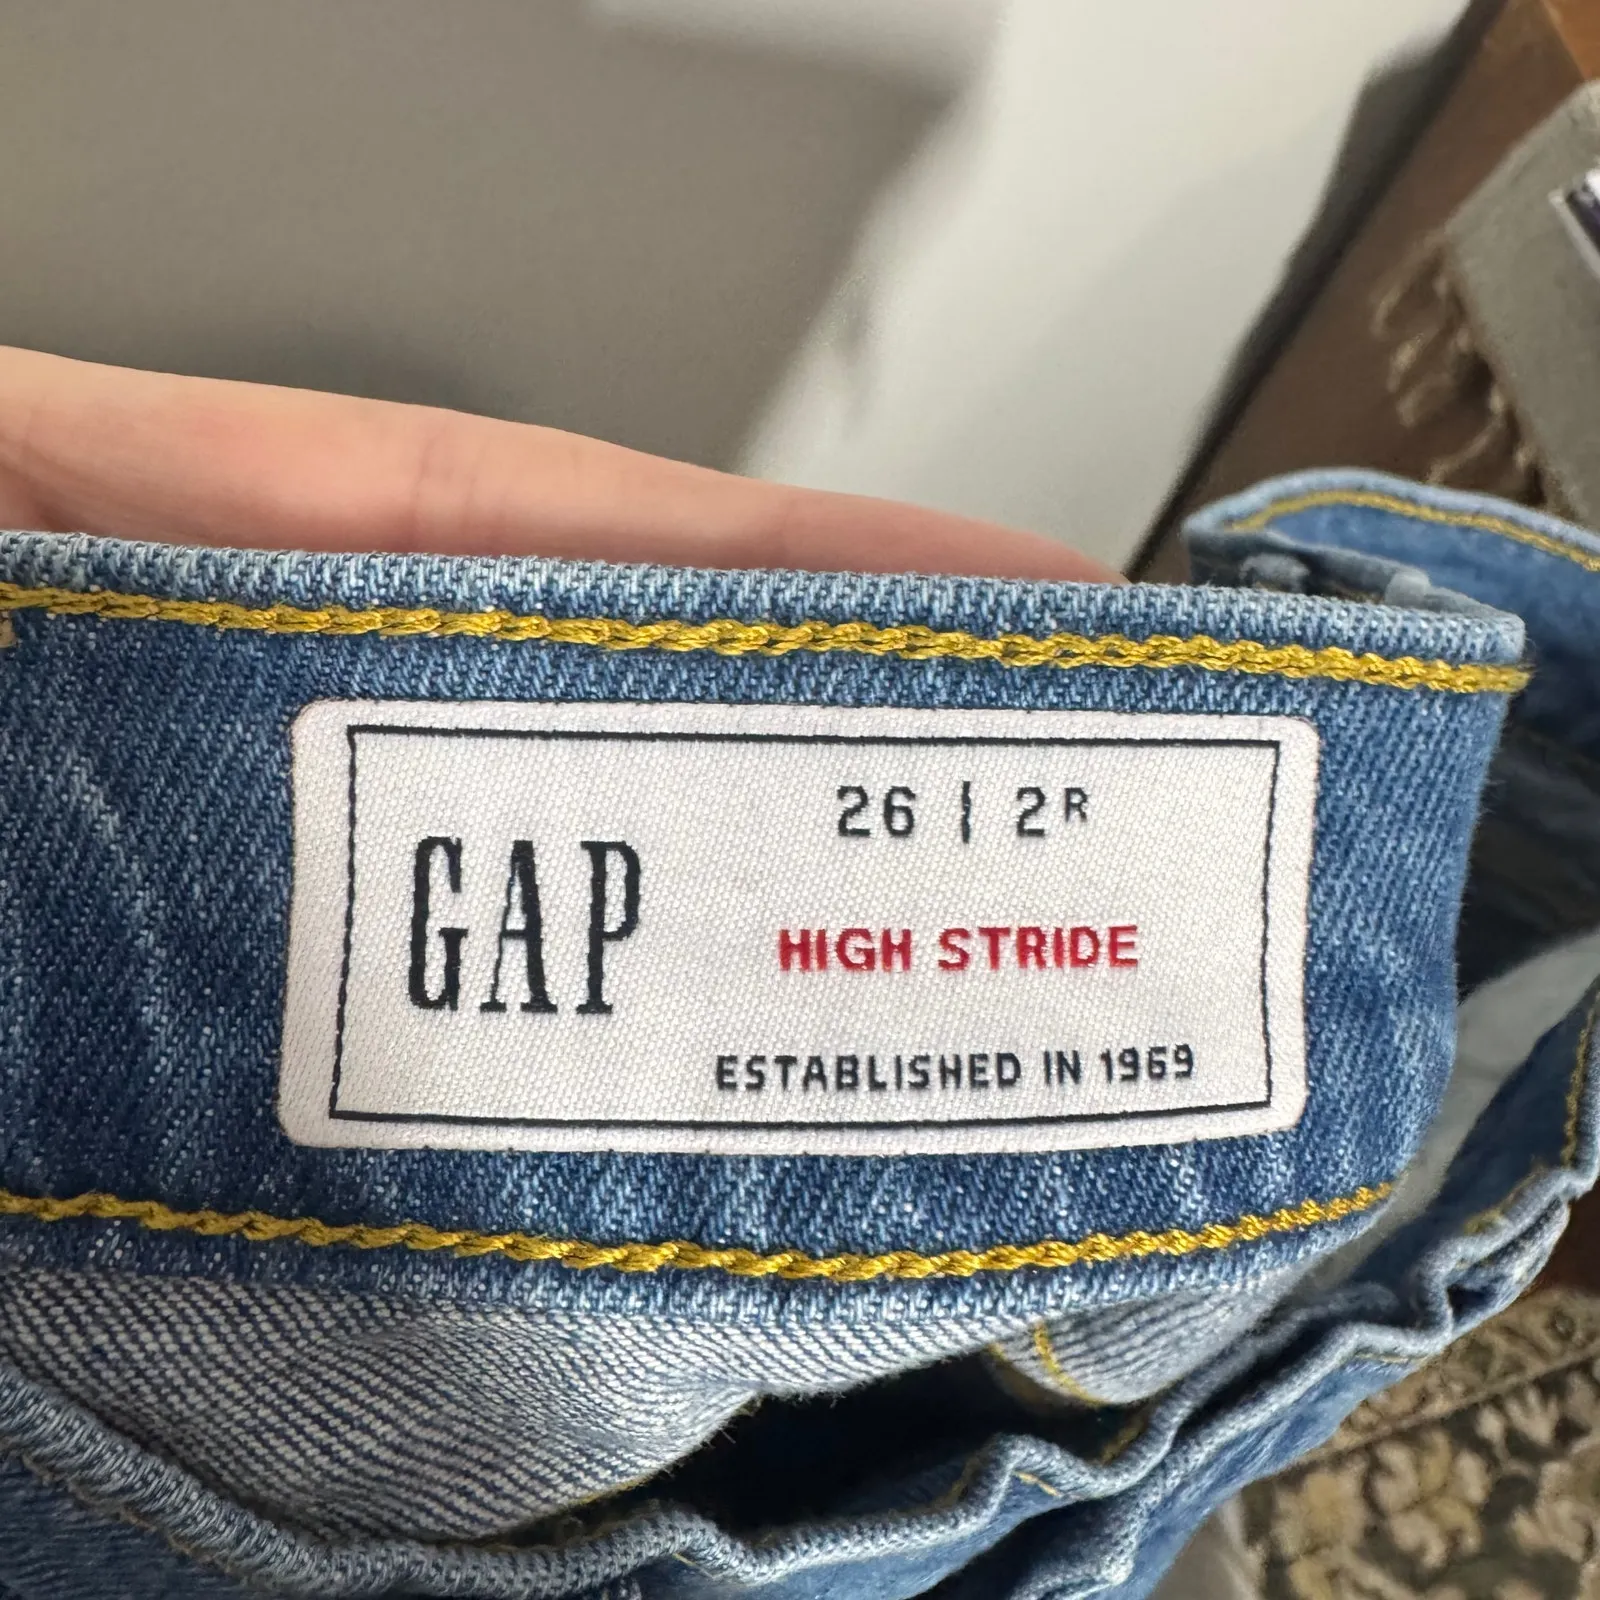 GAP
26 | 2R
HIGH STRIDE
ESTABLISHED IN 1969